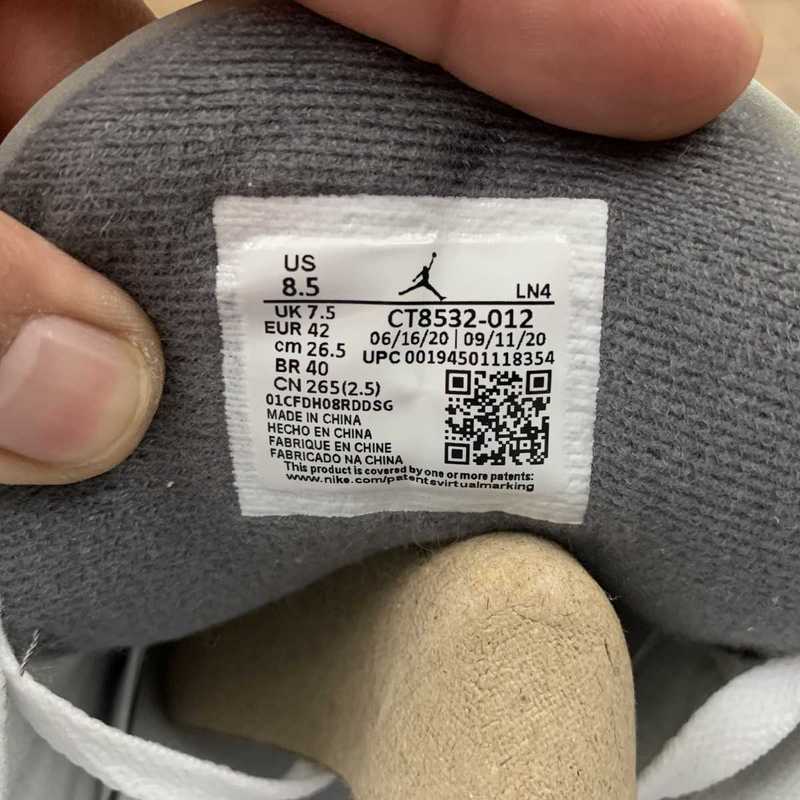 US
8.5
LN4
UK 7.5
EUR 42
cm 26.5
BR 40
CN 265(2.5)
CT8532-012
06/16/20 | 09/11/20
UPC 00194501118354
01CFDH08RDDSG
MADE IN CHINA
HECHO EN CHINA
FABRIQUE EN CHINE
FABRICADO NA CHINA
This product is covered by one or more patents:
www.nike.com/patentsvirtualmarking